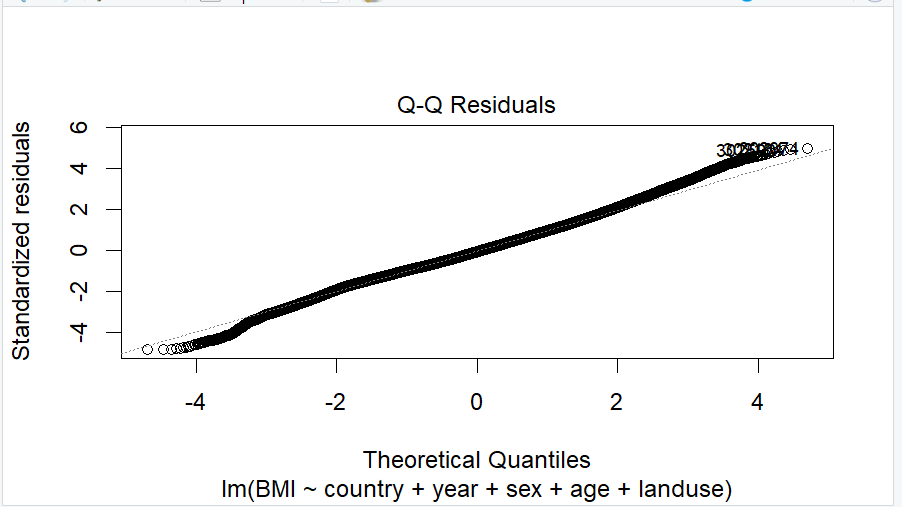 Q-Q Residuals
Standardized residuals
6
4
2
0
-2
-4
-4 -2 0 2 4
Theoretical Quantiles
lm(BMI ~ country + year + sex + age + landuse)